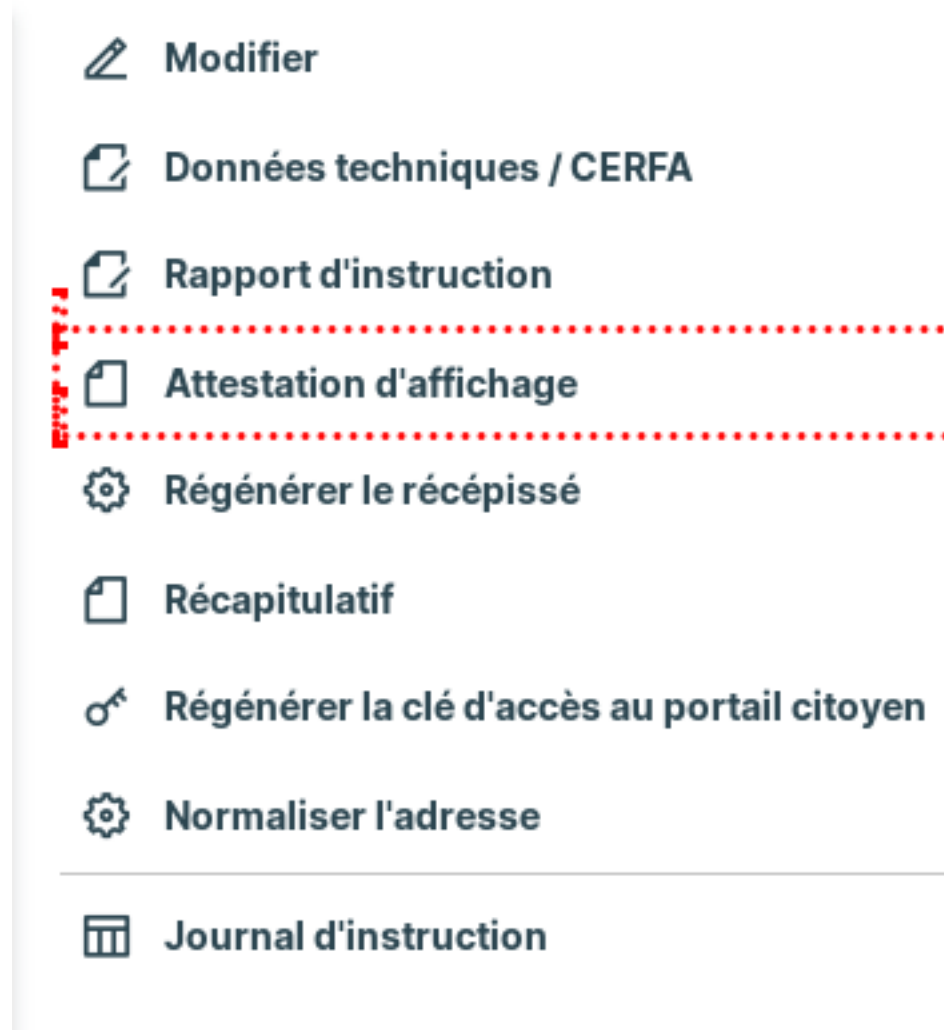 Modifier
Données techniques / CERFA
Rapport d'instruction
Attestation d'affichage
Régénérer le récépissé
Récapitulatif
Régénérer la clé d'accès au portail citoyen
Normaliser l'adresse
Journal d'instruction